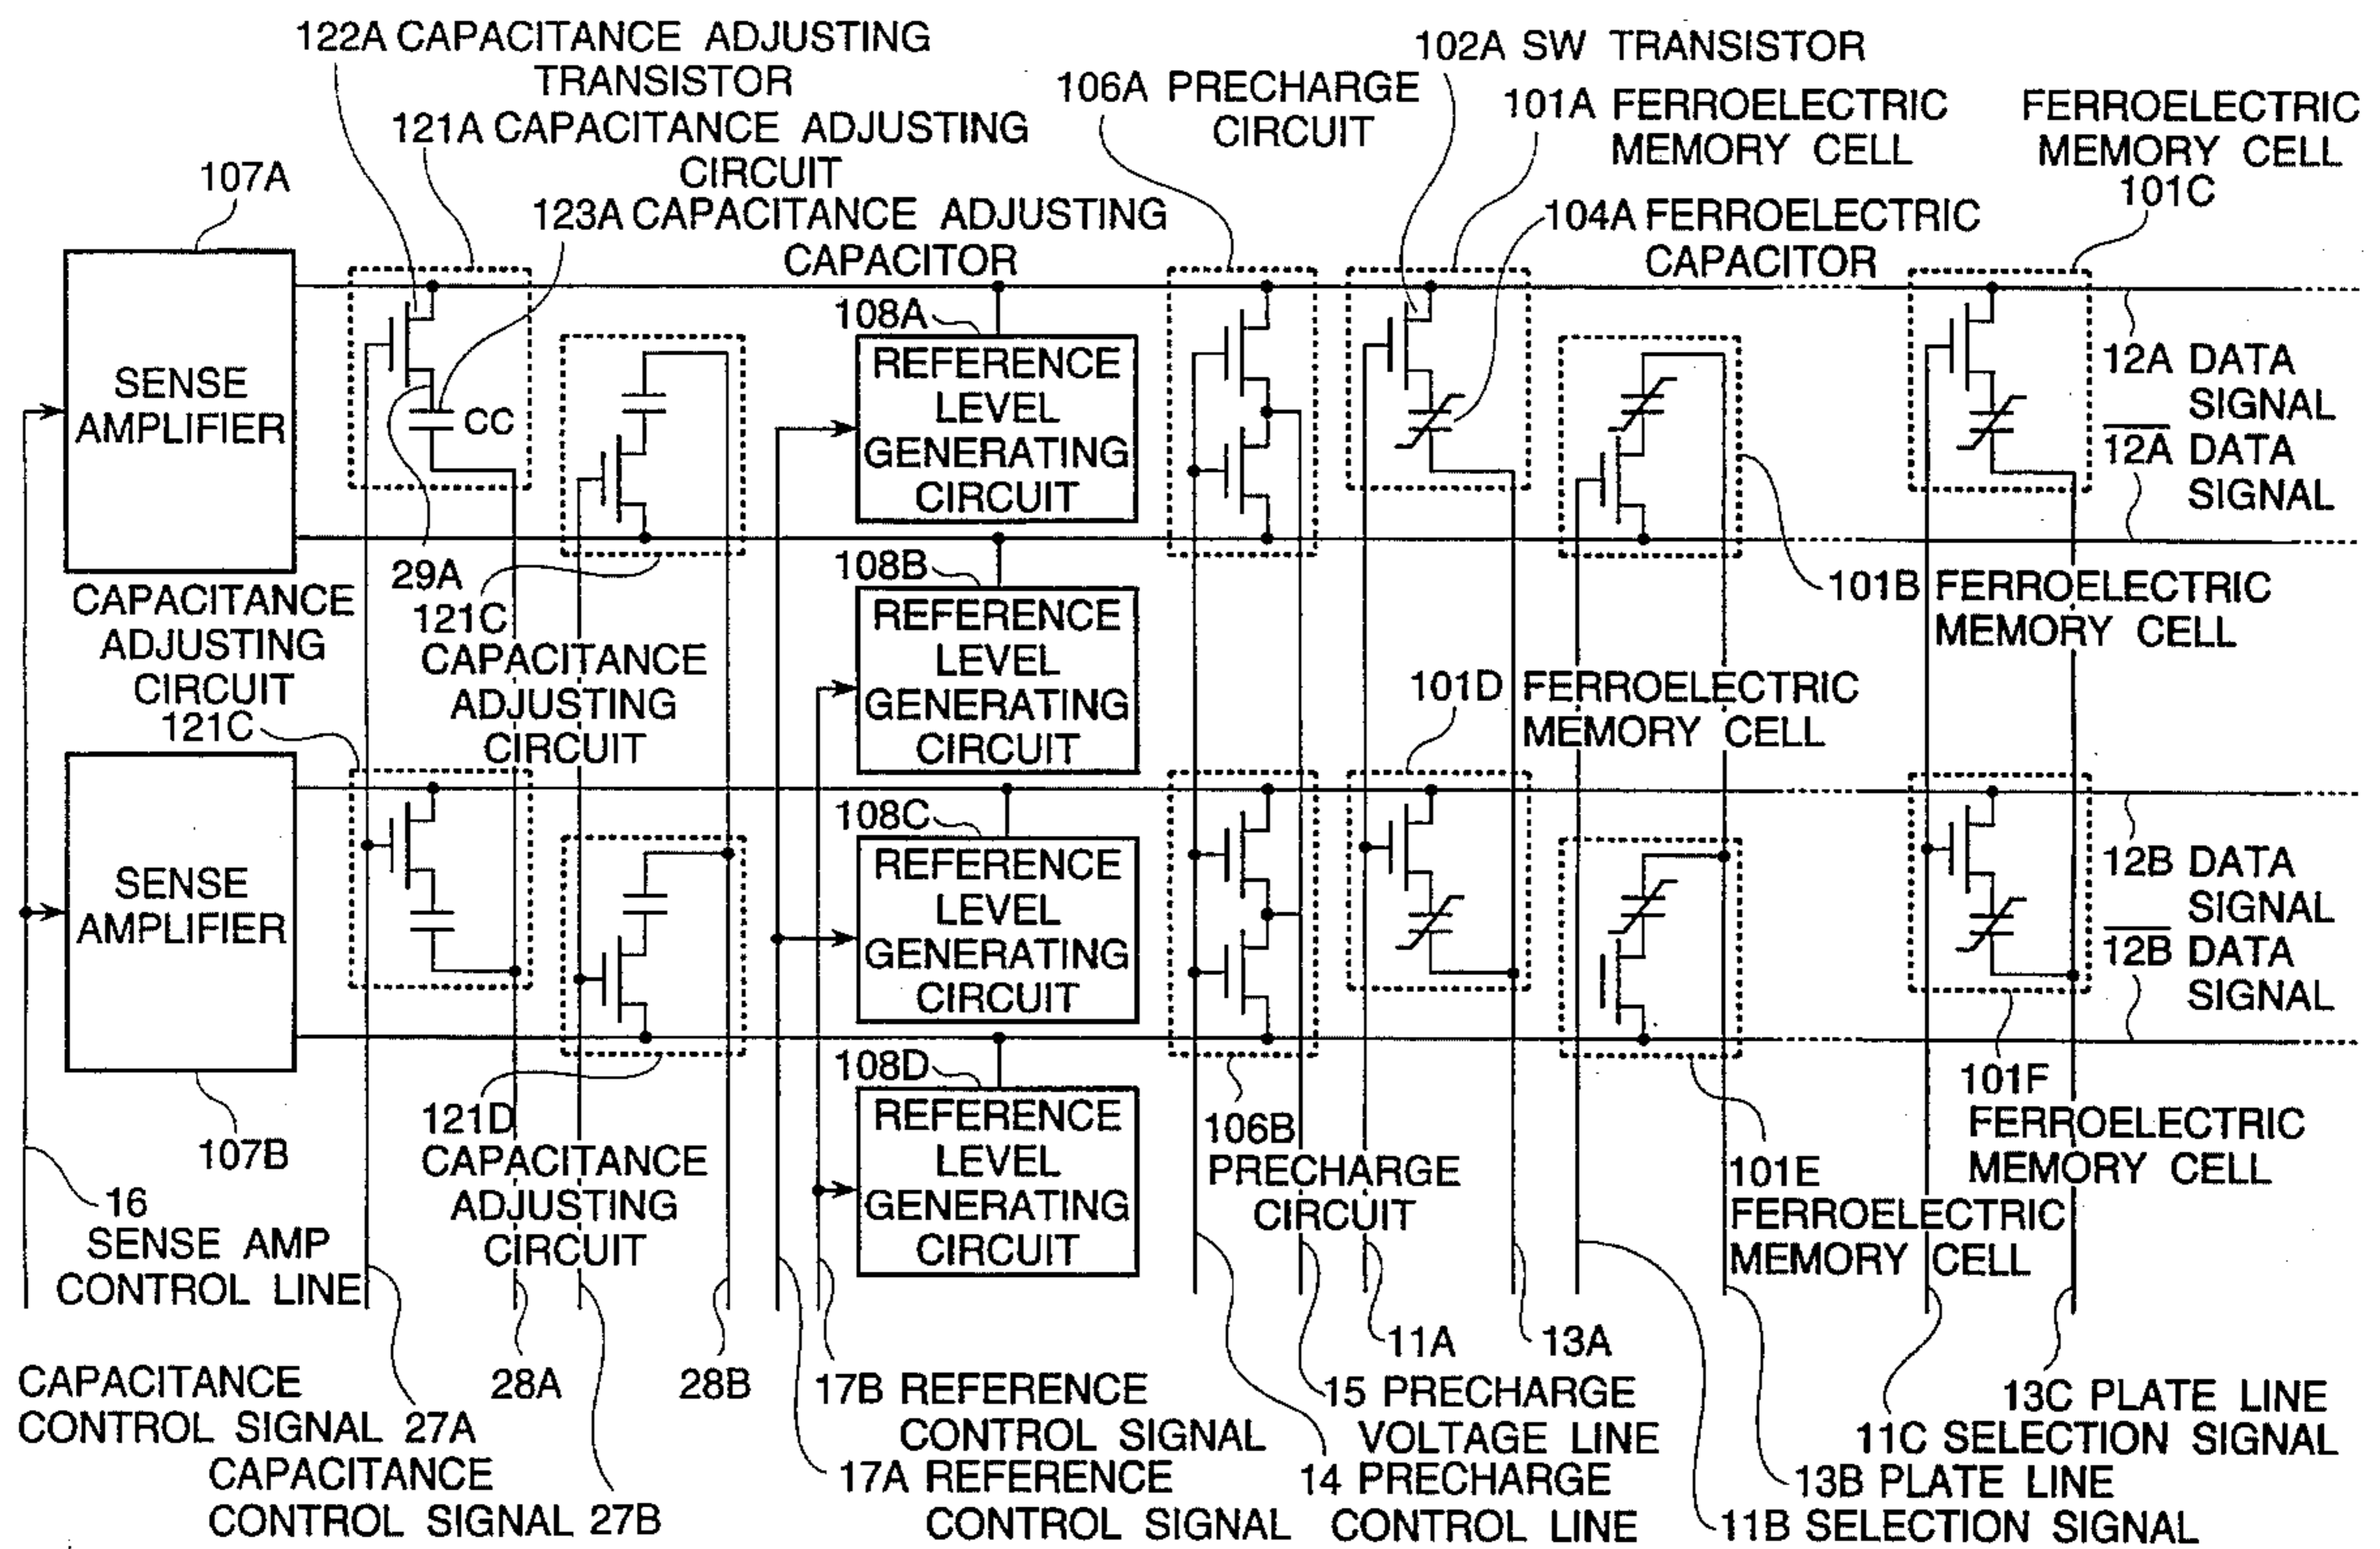 122A CAPACITANCE ADJUSTING
TRANSISTOR
121A CAPACITANCE ADJUSTING
CIRCUIT
123A CAPACITANCE ADJUSTING
CAPACITOR
107A
106A PRECHARGE
CIRCUIT
102A SW TRANSISTOR
101A FERROELECTRIC
MEMORY CELL
104A FERROELECTRIC
CAPACITOR
FERROELECTRIC
MEMORY CELL
101C
SENSE
AMPLIFIER
CC
29A
108A
REFERENCE
LEVEL
GENERATING
CIRCUIT
12A DATA
SIGNAL
1̅2̅A̅ DATA
SIGNAL
CAPACITANCE
ADJUSTING
CIRCUIT
121C
121C
CAPACITANCE
ADJUSTING
CIRCUIT
108B
REFERENCE
LEVEL
GENERATING
CIRCUIT
101B FERROELECTRIC
MEMORY CELL
101D FERROELECTRIC
MEMORY CELL
SENSE
AMPLIFIER
107B
108C
REFERENCE
LEVEL
GENERATING
CIRCUIT
12B DATA
SIGNAL
1̅2̅B̅ DATA
SIGNAL
121D
CAPACITANCE
ADJUSTING
CIRCUIT
108D
REFERENCE
LEVEL
GENERATING
CIRCUIT
106B
PRECHARGE
CIRCUIT
101E
FERROELECTRIC
MEMORY CELL
101F
FERROELECTRIC
MEMORY CELL
16
SENSE AMP
CONTROL LINE
CAPACITANCE
CONTROL SIGNAL 27A
28A
CAPACITANCE
CONTROL SIGNAL 27B
28B
17B REFERENCE
CONTROL SIGNAL
17A REFERENCE
CONTROL SIGNAL
11A
13A
15 PRECHARGE
VOLTAGE LINE
14 PRECHARGE
CONTROL LINE
13C PLATE LINE
11C SELECTION SIGNAL
13B PLATE LINE
11B SELECTION SIGNAL